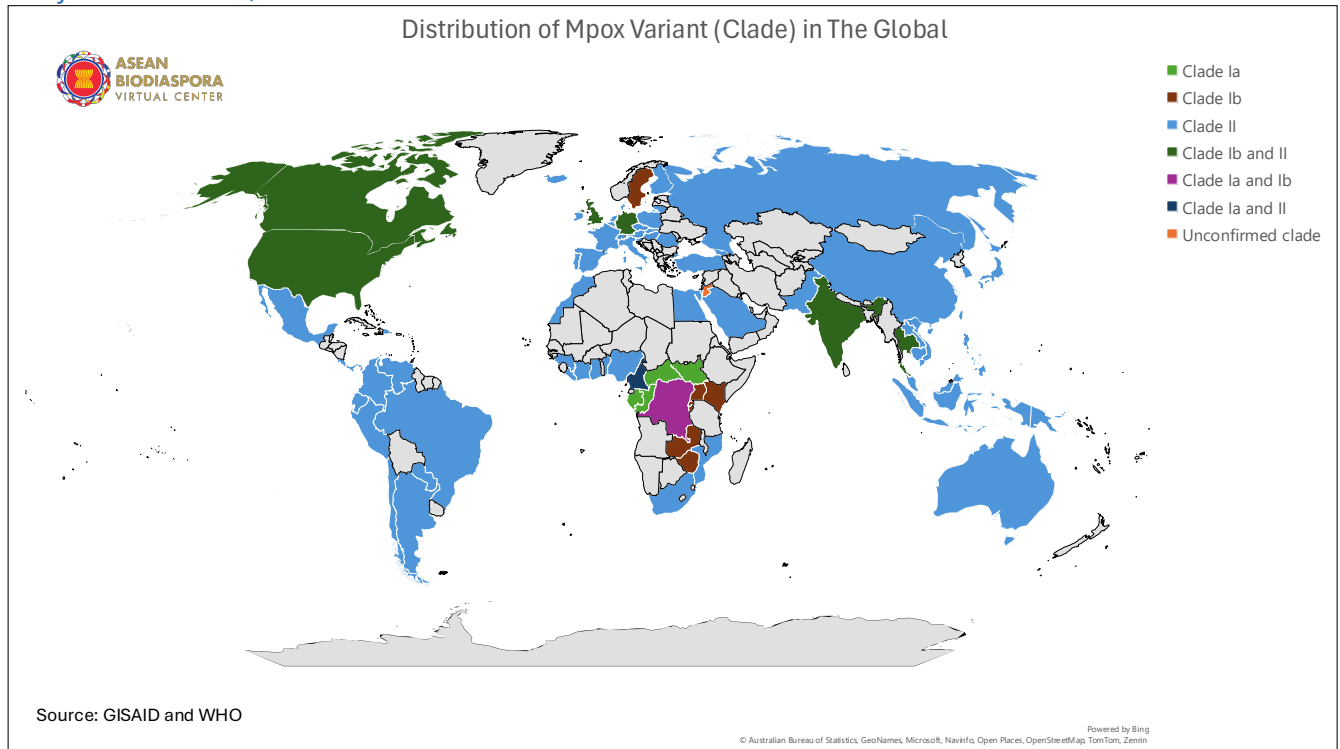 Distribution of Mpox Variant (Clade) in The Global
ASEAN
BIODIASPORA
VIRTUAL CENTER
Clade Ia
Clade Ib
Clade II
Clade Ib and II
Clade Ia and Ib
Clade Ia and II
Unconfirmed clade
Source: GISAID and WHO
Powered by Bing
© Australian Bureau of Statistics, GeoNames, Microsoft, Navinfo, Open Places, OpenStreetMap, TomTom, Zenrin